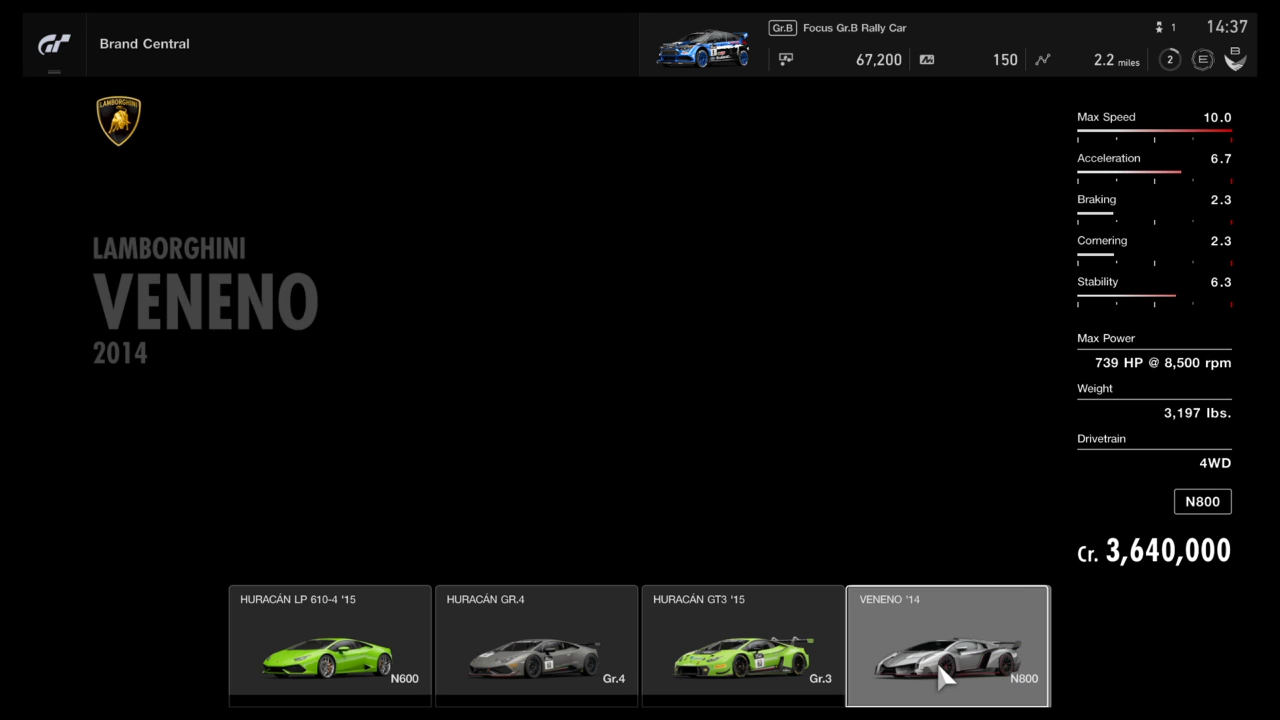 Brand Central
Gr.B Focus Gr.B Rally Car
1
14:37
67,200
150
2.2 miles
2
E
B
LAMBORGHINI
LAMBORGHINI
VENENO
2014
Max Speed 10.0
Acceleration 6.7
Braking 2.3
Cornering 2.3
Stability 6.3
Max Power
739 HP @ 8,500 rpm
Weight
3,197 lbs.
Drivetrain
4WD
N800
Cr. 3,640,000
HURACÁN LP 610-4 '15
N600
HURACÁN GR.4
Gr.4
HURACÁN GT3 '15
Gr.3
VENENO '14
N800